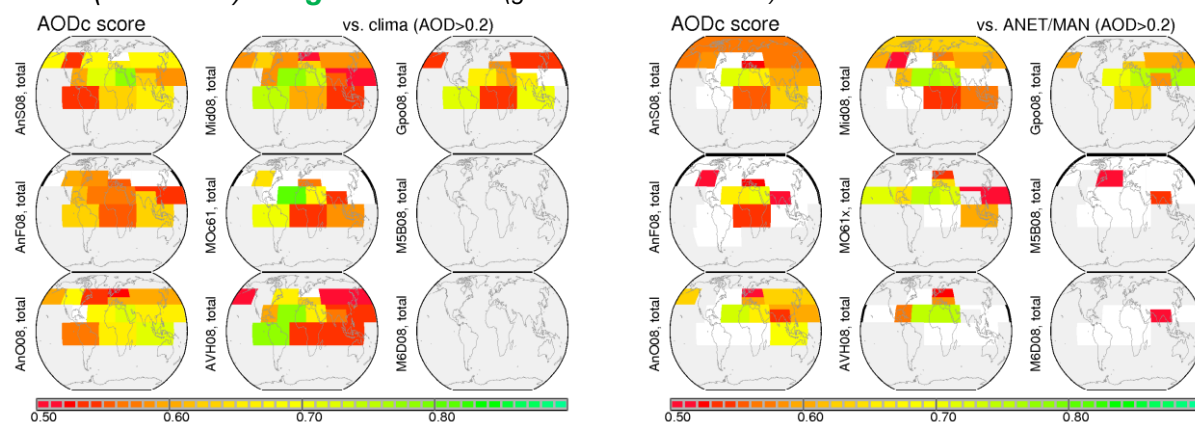 AODc score vs. clima (AOD>0.2)
AnS08, total
Mid08, total
Gpo08, total
AnF08, total
MOc61, total
M5B08, total
AnO08, total
AVH08, total
M6D08, total
0.50 0.60 0.70 0.80
AODc score vs. ANET/MAN (AOD>0.2)
AnS08, total
Mid08, total
Gpo08, total
AnF08, total
MO61x, total
M5B08, total
AnO08, total
AVH08, total
M6D08, total
0.50 0.60 0.70 0.80